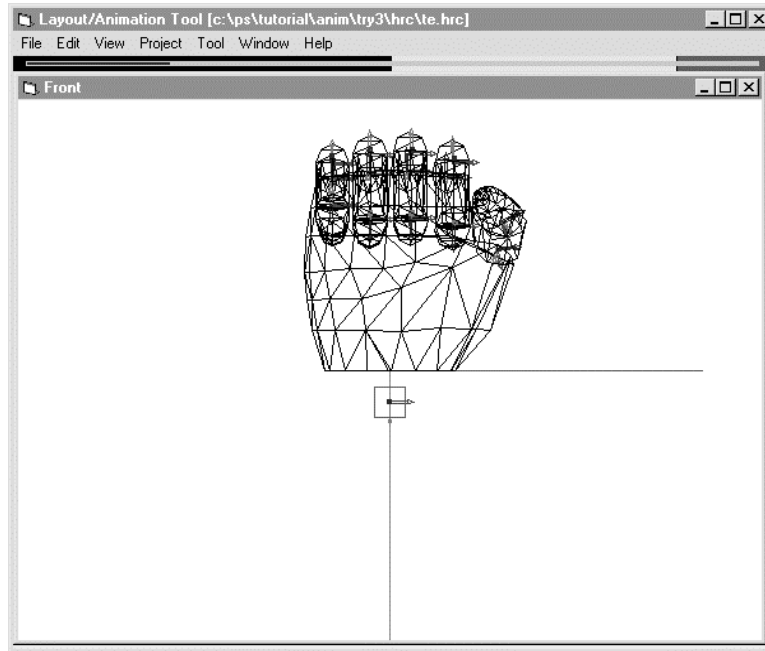 Layout/Animation Tool [c:\ps\tutorial\anim\try3\hrc\te.hrc]
File Edit View Project Tool Window Help
Front